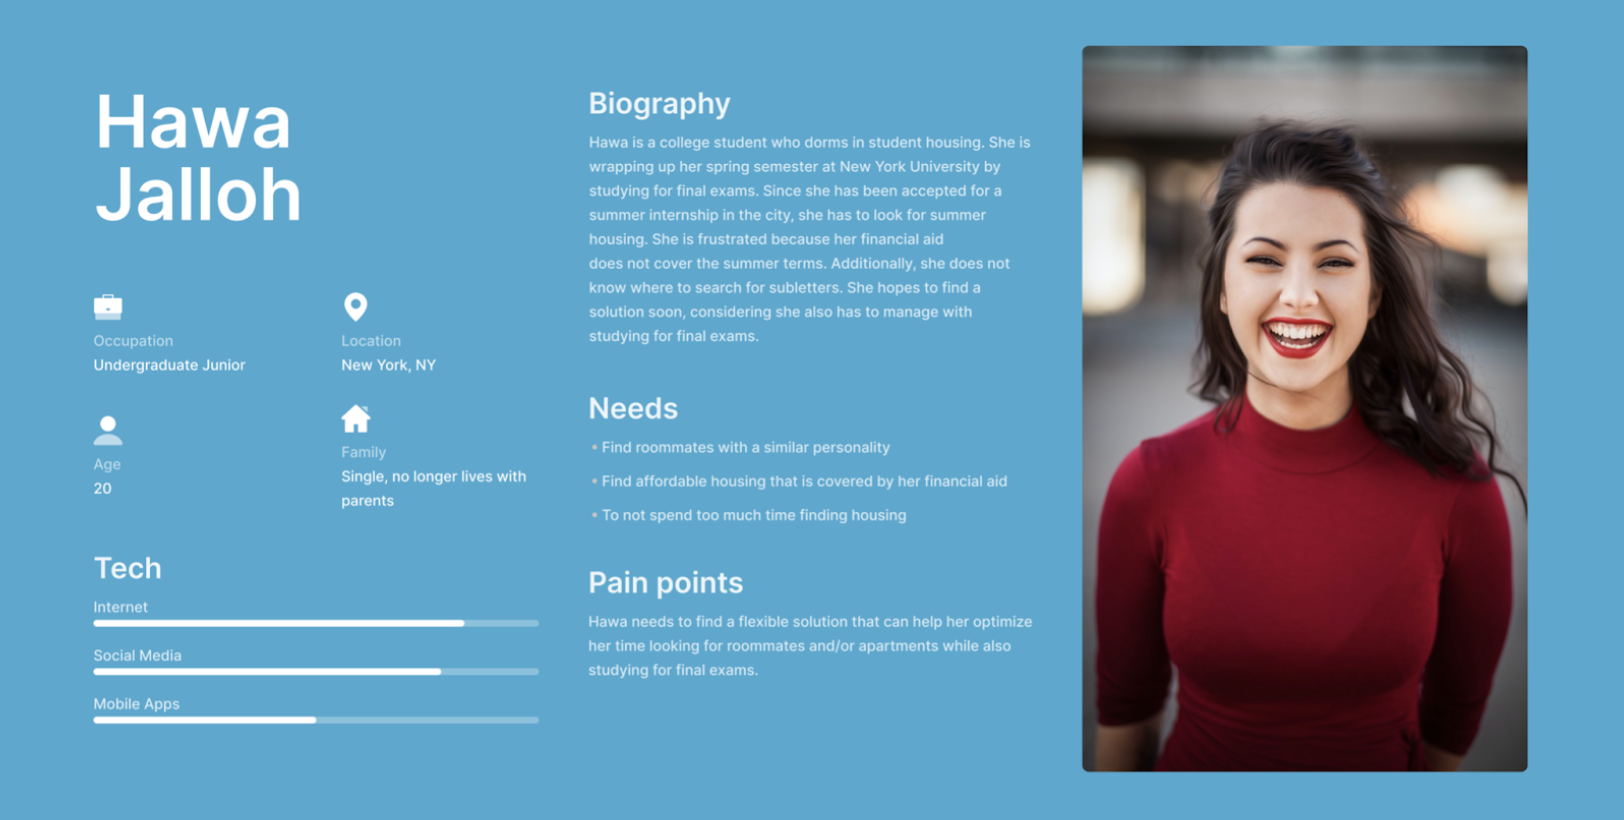 Hawa
Jalloh
Occupation
Undergraduate Junior
Location
New York, NY
Age
20
Family
Single, no longer lives with
parents
Tech
Internet
Social Media
Mobile Apps
Biography
Hawa is a college student who dorms in student housing. She is
wrapping up her spring semester at New York University by
studying for final exams. Since she has been accepted for a
summer internship in the city, she has to look for summer
housing. She is frustrated because her financial aid
does not cover the summer terms. Additionally, she does not
know where to search for subletters. She hopes to find a
solution soon, considering she also has to manage with
studying for final exams.
Needs
• Find roommates with a similar personality
• Find affordable housing that is covered by her financial aid
• To not spend too much time finding housing
Pain points
Hawa needs to find a flexible solution that can help her optimize
her time looking for roommates and/or apartments while also
studying for final exams.